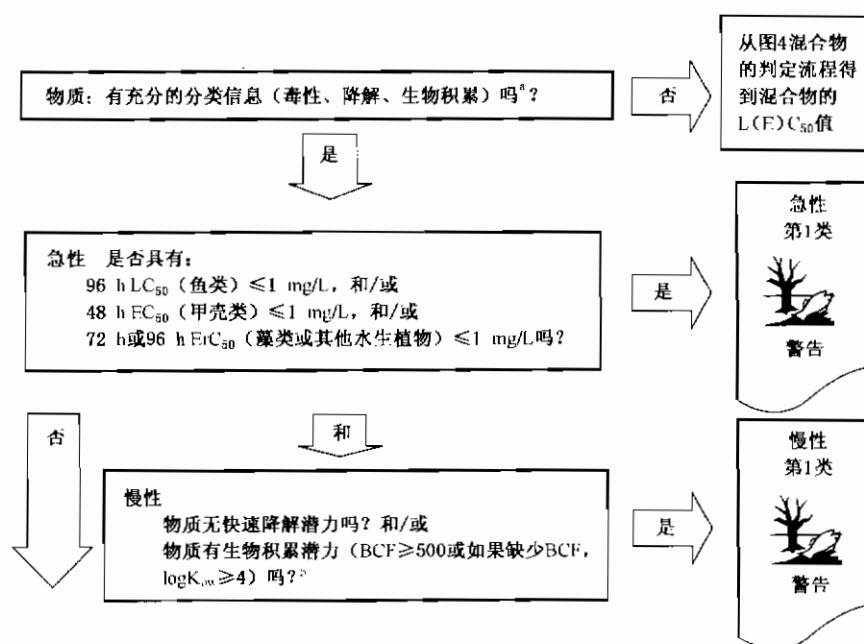 物质：有充分的分类信息（毒性、降解、生物积累）吗ᵃ？
否
从图4混合物
的判定流程得
到混合物的
L(E)C₅₀值
是
急性 是否具有：
96 h LC₅₀（鱼类）≤1 mg/L，和/或
48 h EC₅₀（甲壳类）≤1 mg/L，和/或
72 h或96 h ErC₅₀（藻类或其他水生植物）≤1 mg/L吗？
是
急性
第1类
警告
否
和
慢性
物质无快速降解潜力吗？和/或
物质有生物积累潜力（BCF≥500或如果缺少BCF，
logKₒw≥4）吗？ᵇ
是
慢性
第1类
警告